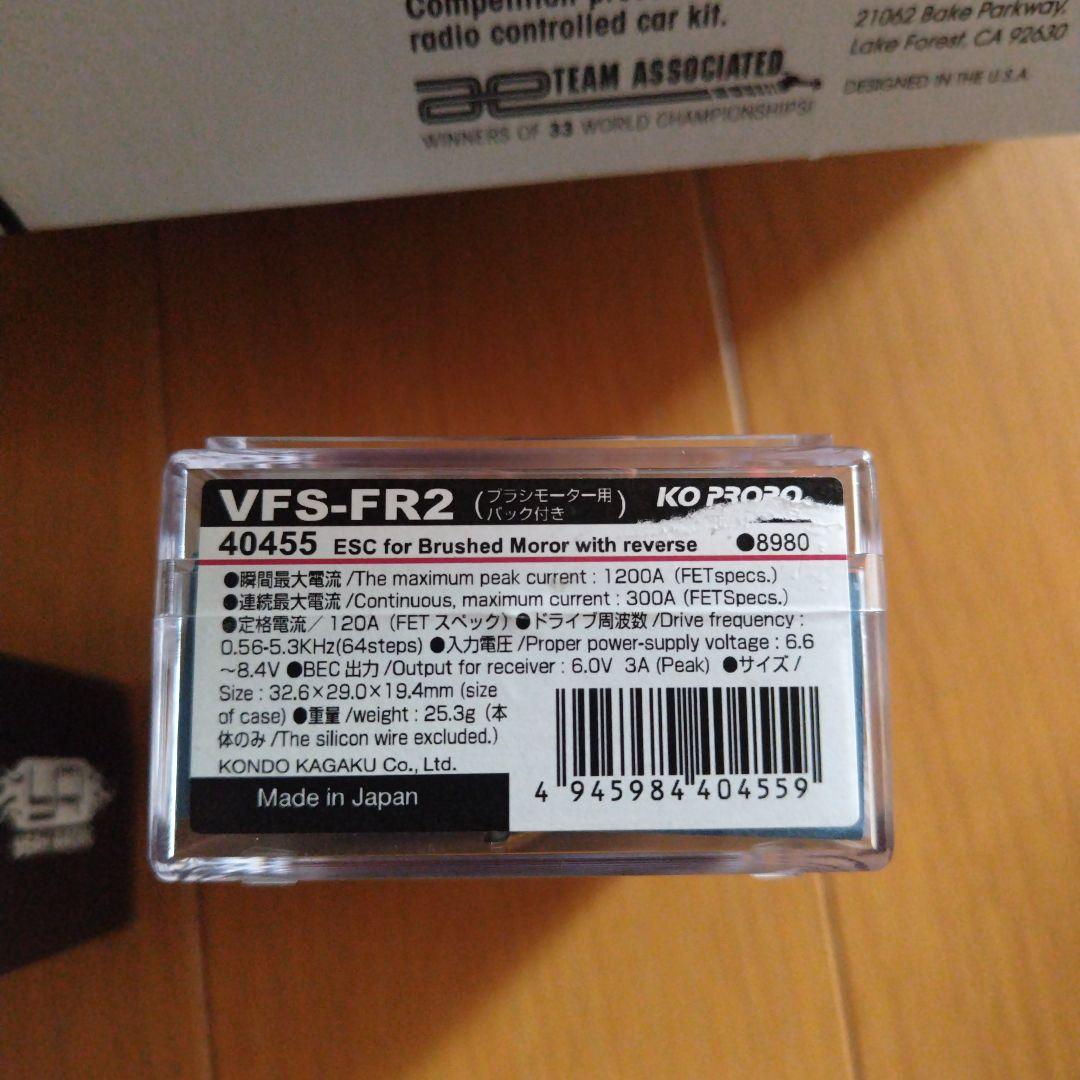 Competition
radio controlled car kit.
ae TEAM ASSOCIATED
WINNERS OF 33 WORLD CHAMPIONSHIPS!
21062 Bake Parkway,
Lake Forest, CA 92630
DESIGNED IN THE U.S.A.
VFS-FR2 (ブラシモーター用 バック付き) KO PROPO
40455 ESC for Brushed Moror with reverse ●8980
●瞬間最大電流/The maximum peak current : 1200A (FETspecs.)
●連続最大電流/Continuous, maximum current : 300A (FETSpecs.)
●定格電流/ 120A (FET スペック) ●ドライブ周波数/Drive frequency :
0.56-5.3KHz(64steps) ●入力電圧/Proper power-supply voltage : 6.6
~8.4V ●BEC 出力/Output for receiver : 6.0V 3A (Peak) ●サイズ/
Size : 32.6×29.0×19.4mm (size
of case) ●重量/weight : 25.3g (本
体のみ/The silicon wire excluded.)
KONDO KAGAKU Co., Ltd.
Made in Japan
4 945984 404559